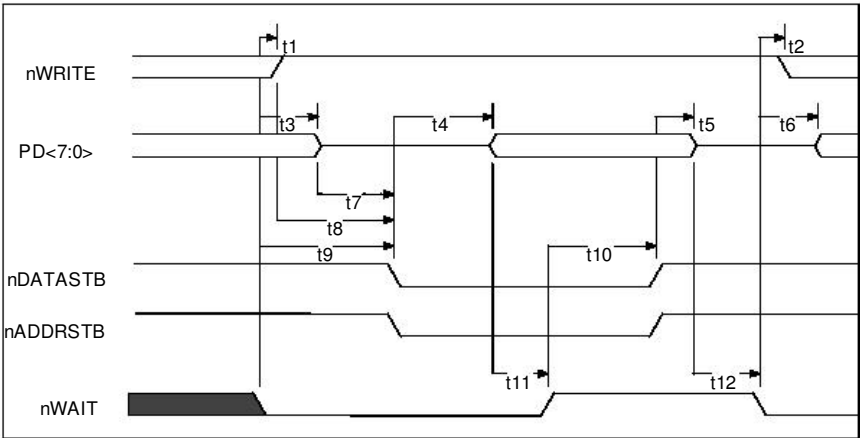 t1 t2
nWRITE
t3 t4 t5 t6
PD<7:0>
t7
t8
t9 t10
nDATASTB
nADDRSTB
t11 t12
nWAIT